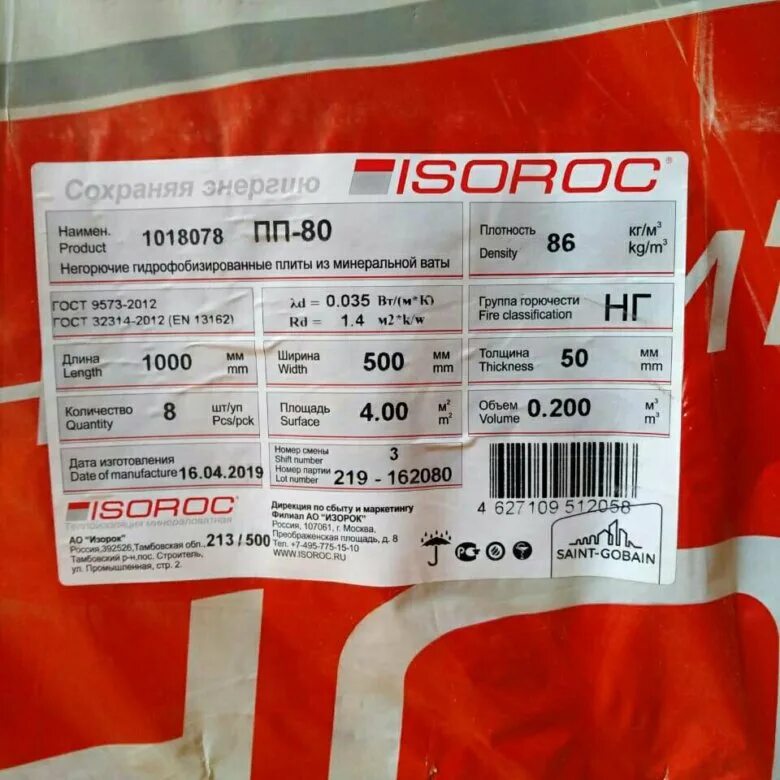 Сохраняя энергию
ISOROC®
Наимен. 1018078 ПП-80
Product
Негорючие гидрофобизированные плиты из минеральной ваты
Плотность 86 кг/м³
Density kg/m³
ГОСТ 9573-2012
ГОСТ 32314-2012 (EN 13162)
λd = 0.035 Вт/(м*К)
Rd = 1.4 м2*k/w
Группа горючести НГ
Fire classification
Длина 1000 мм
Length mm
Ширина 500 мм
Width mm
Толщина 50 мм
Thickness mm
Количество 8 шт/уп
Quantity Pcs/pck
Площадь 4.00 м²
Surface m²
Объем 0.200 м³
Volume m³
Дата изготовления
Date of manufacture 16.04.2019
Номер смены 3
Shift number
Номер партии 219 - 162080
Lot number
4 627109 512058
ISOROC®
Теплоизоляция минераловатная
АО "Изорок"
Россия,392526,Тамбовская обл., 213 / 500
Тамбовский р-н,пос. Строитель,
ул. Промышленная, стр. 2.
Дирекция по сбыту и маркетингу
Филиал АО "ИЗОРОК"
Россия, 107061, г. Москва,
Преображенская площадь, д. 8
Тел. +7-495-775-15-10
WWW.ISOROC.RU
SAINT-GOBAIN